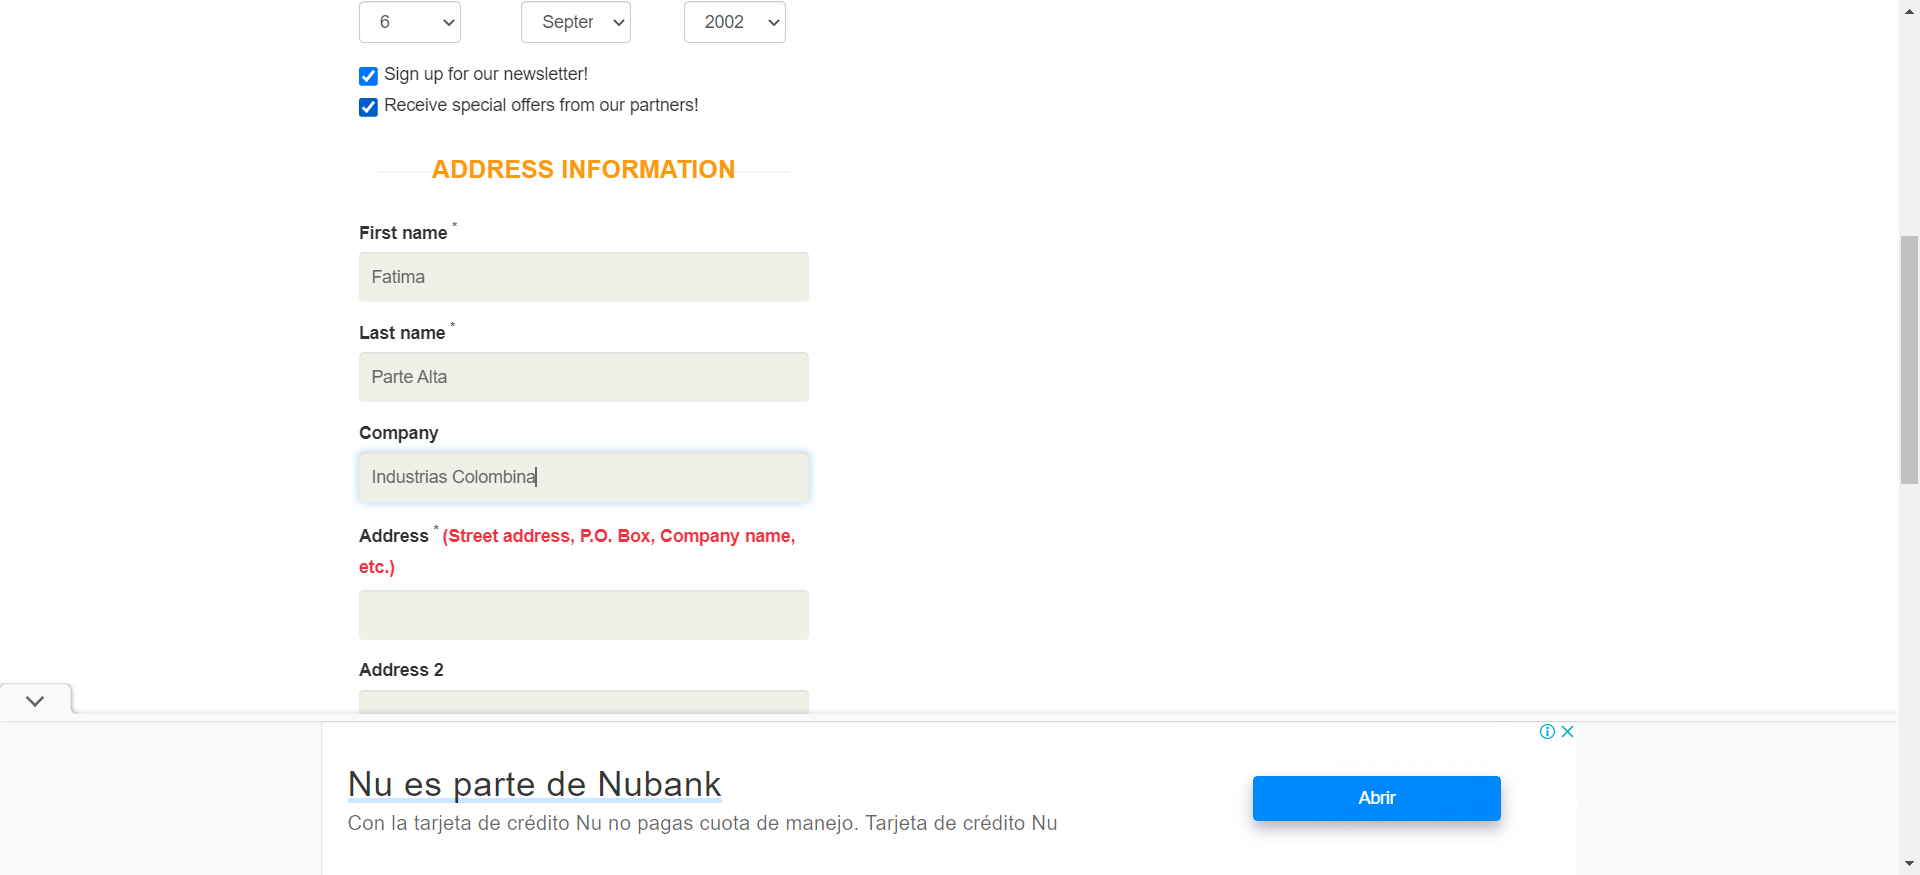 6 Septer 2002
Sign up for our newsletter!
Receive special offers from our partners!
ADDRESS INFORMATION
First name *
Fatima
Last name *
Parte Alta
Company
Industrias Colombina
Address * (Street address, P.O. Box, Company name,
etc.)
Address 2
Nu es parte de Nubank
Con la tarjeta de crédito Nu no pagas cuota de manejo. Tarjeta de crédito Nu
Abrir